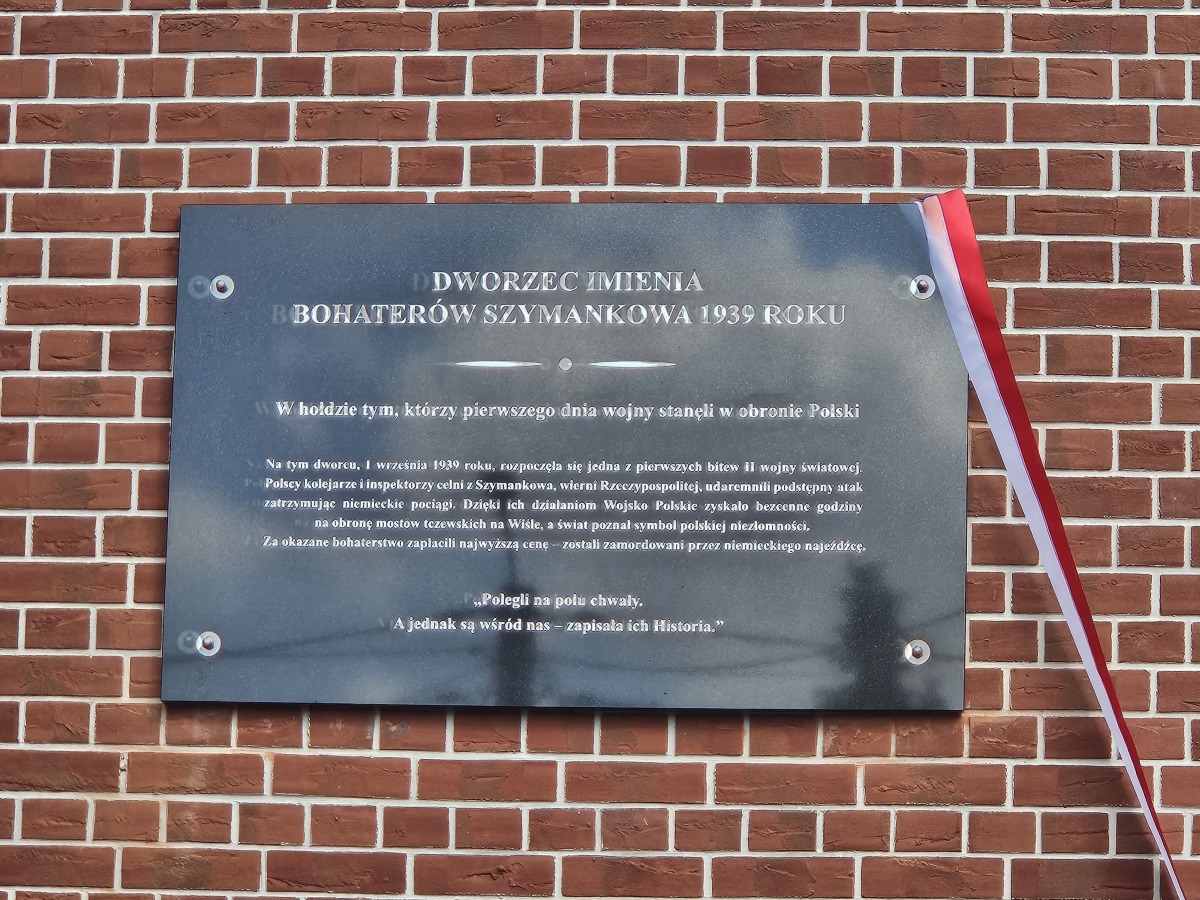 DWORZEC IMIENIA
BOHATERÓW SZYMANKOWA 1939 ROKU
W hołdzie tym, którzy pierwszego dnia wojny stanęli w obronie Polski
Na tym dworcu, 1 września 1939 roku, rozpoczęła się jedna z pierwszych bitew II wojny światowej.
Polscy kolejarze i inspektorzy celni z Szymankowa, wierni Rzeczypospolitej, udaremnili podstępny atak
zatrzymując niemieckie pociągi. Dzięki ich działaniom Wojsko Polskie zyskało bezcenne godziny
na obronę mostów tczewskich na Wiśle, a świat poznał symbol polskiej niezłomności.
Za okazane bohaterstwo zapłacili najwyższą cenę – zostali zamordowani przez niemieckiego najeźdźcę.
„Polegli na polu chwały.
A jednak są wśród nas – zapisała ich Historia.”